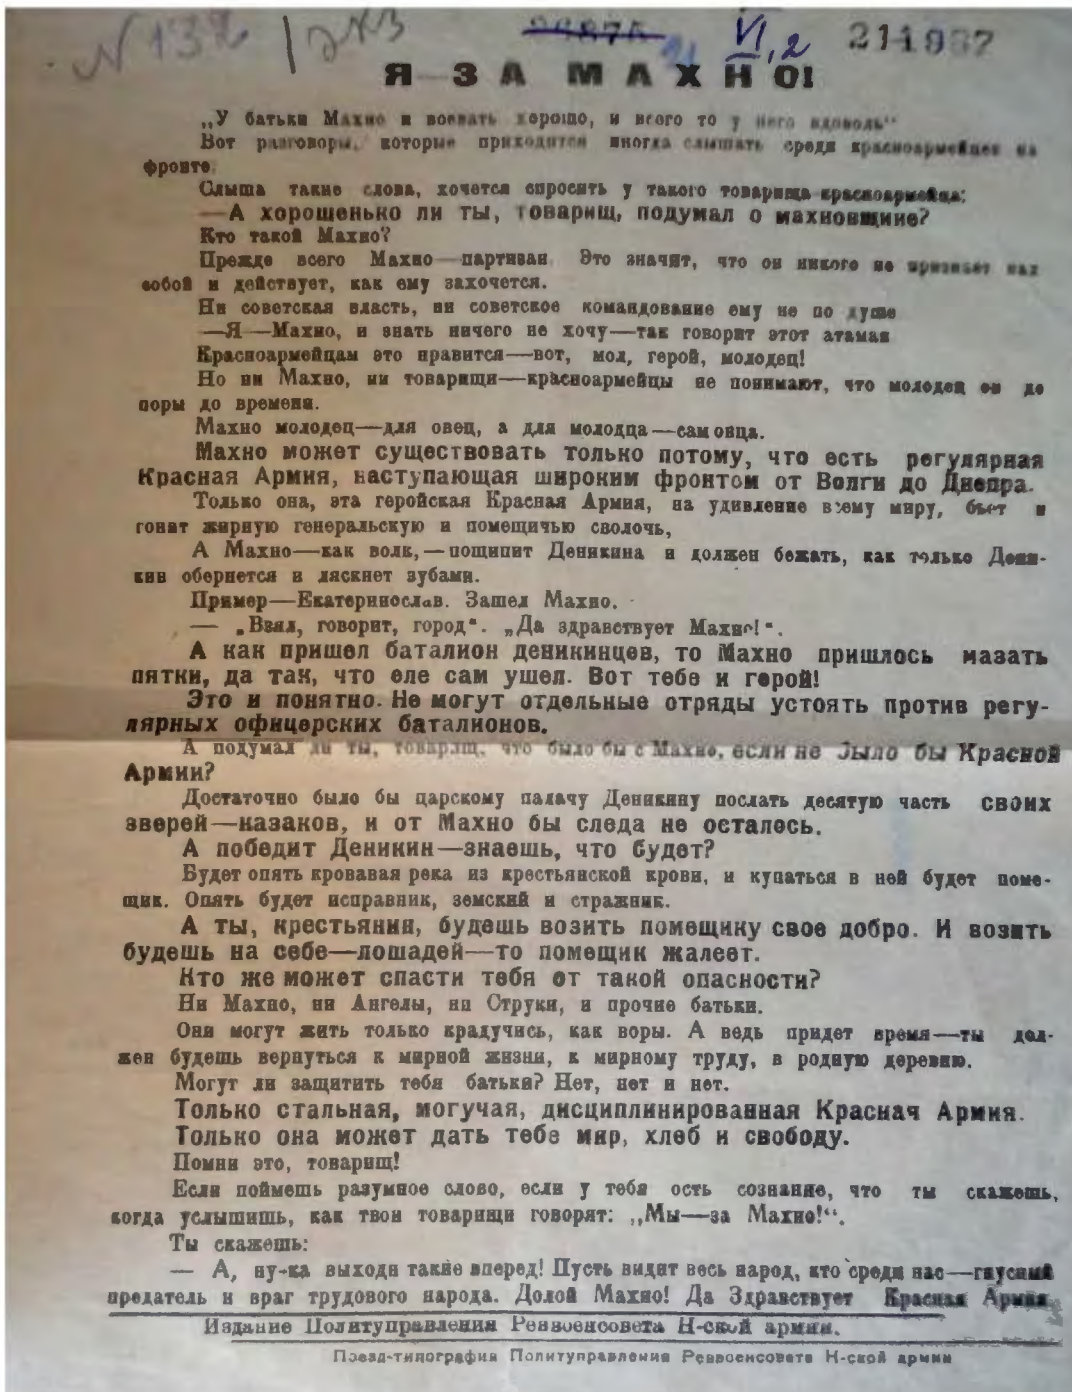 N 132 / экз 26875 VI,2 211937
Я ЗА МАХНО!
„У батьки Махно и воевать хорошо, и всего то у него вдоволь“
Вот разговоры, которые приходится иногда слышать среди красноармейцев на
фронте.
Слыша такие слова, хочется спросить у такого товарища красноармейца:
—А хорошенько ли ты, товарищ, подумал о махновщине?
Кто такой Махно?
Прежде всего Махно—партизан. Это значит, что он никого не признает над
собой и действует, как ему захочется.
Ни советская власть, ни советское командование ему не по душе
—Я—Махно, и знать ничего не хочу—так говорит этот атаман
Красноармейцам это нравится—вот, мол, герой, молодец!
Но ни Махно, ни товарищи—красноармейцы не понимают, что молодец он до
поры до времени.
Махно молодец—для овец, а для молодца—сам овца.
Махно может существовать только потому, что есть регулярная
Красная Армия, наступающая широким фронтом от Волги до Днепра.
Только она, эта геройская Красная Армия, на удивление всему миру, бьет и
гонит жирную генеральскую и помещичью сволочь,
А Махно—как волк,—пощипит Деникина и должен бежать, как только Дени-
кин обернется и ляскнет зубами.
Пример—Екатеринослав. Зашел Махно.
— „Взял, говорит, город“. „Да здравствует Махно!“.
А как пришел баталион деникинцев, то Махно пришлось мазать
пятки, да так, что еле сам ушел. Вот тебе и герой!
Это и понятно. Не могут отдельные отряды устоять против регу-
лярных офицерских баталионов.
А подумал ли ты, товарищ, что было бы с Махно, если не было бы Красной
Армии?
Достаточно было бы царскому палачу Деникину послать десятую часть своих
зверей—казаков, и от Махно бы следа не осталось.
А победит Деникин—знаешь, что будет?
Будет опять кровавая река из крестьянской крови, и купаться в ней будет поме-
щик. Опять будет исправник, земский и стражник.
А ты, крестьянин, будешь возить помещику свое добро. И возить
будешь на себе—лошадей—то помещик жалеет.
Кто же может спасти тебя от такой опасности?
Ни Махно, ни Ангелы, ни Струки, и прочие батьки.
Они могут жить только крадучись, как воры. А ведь придет время—ты дол-
жен будешь вернуться к мирной жизни, к мирному труду, в родную деревню.
Могут ли защитить тебя батьки? Нет, нет и нет.
Только стальная, могучая, дисциплинированная Красная Армия.
Только она может дать тебе мир, хлеб и свободу.
Помни это, товарищ!
Если поймешь разумное слово, если у тебя ость сознание, что ты скажешь,
когда услышишь, как твои товарищи говорят: „Мы—за Махно!“.
Ты скажешь:
— А, ну-ка выходи такие вперед! Пусть видит весь народ, кто среди нас—гнусный
предатель и враг трудового народа. Долой Махно! Да Здравствует Красная Армия
Издание Политуправления Реввоенсовета Н-ской армии.
Поезд-типография Политуправления Реввоенсовета Н-ской армии